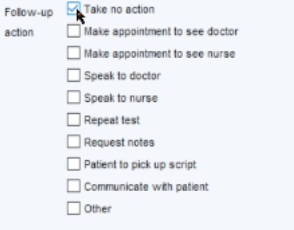 Follow-up action
Take no action
Make appointment to see doctor
Make appointment to see nurse
Speak to doctor
Speak to nurse
Repeat test
Request notes
Patient to pick up script
Communicate with patient
Other